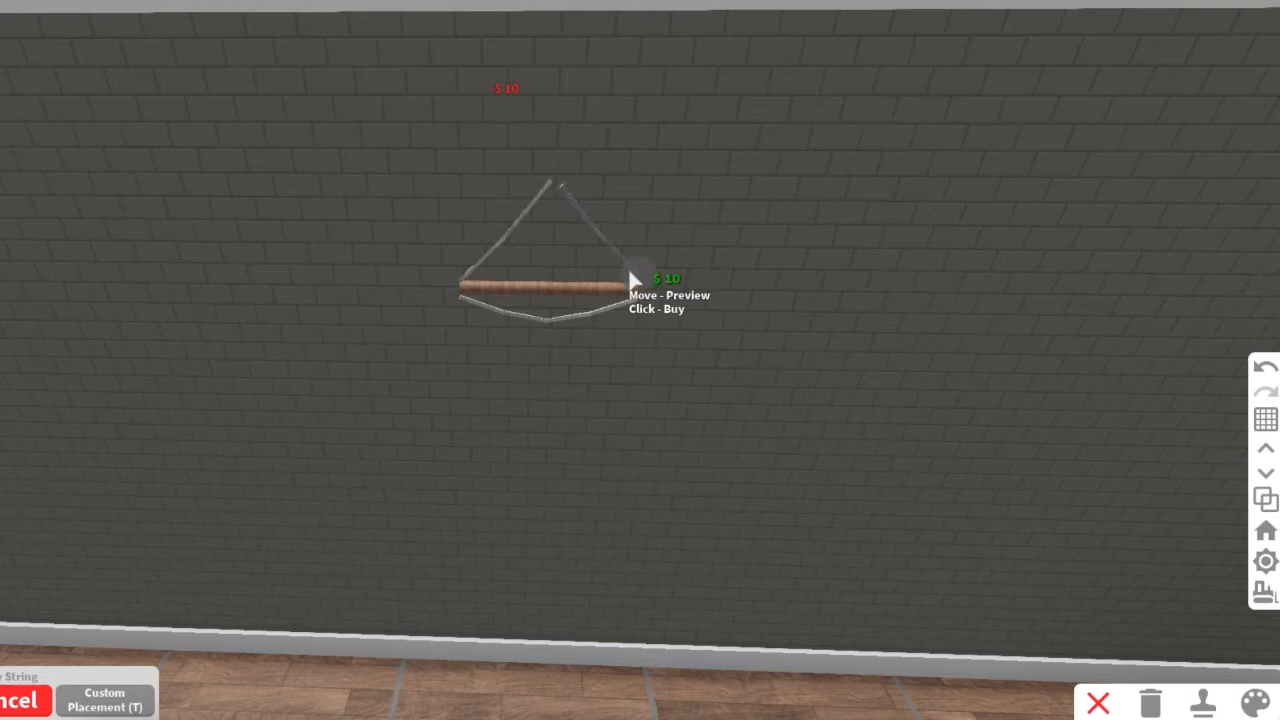 -$ 10
$ 10
Move - Preview
Click - Buy
String
ncel
Custom
Placement (T)